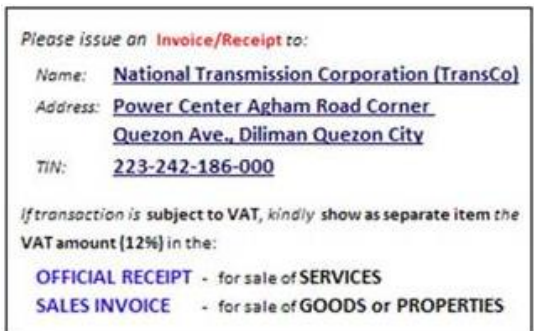 Please issue an Invoice/Receipt to:
Name: National Transmission Corporation (TransCo)
Address: Power Center Agham Road Corner
Quezon Ave., Diliman Quezon City
TIN: 223-242-186-000
If transaction is subject to VAT, kindly show as separate item the
VAT amount (12%) in the:
OFFICIAL RECEIPT - for sale of SERVICES
SALES INVOICE - for sale of GOODS or PROPERTIES